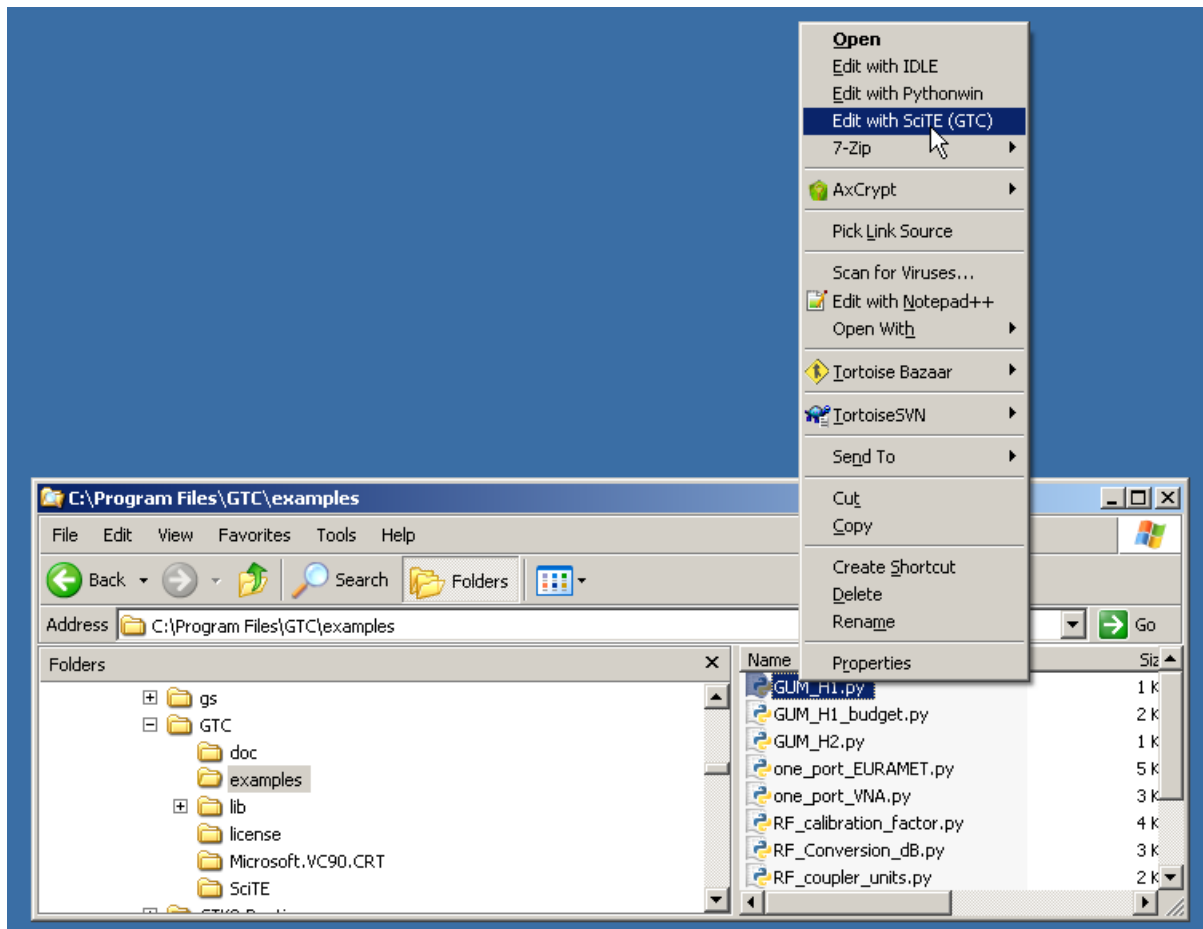 Open
Edit with IDLE
Edit with Pythonwin
Edit with SciTE (GTC)
7-Zip
AxCrypt
Pick Link Source
Scan for Viruses...
Edit with Notepad++
Open With
Tortoise Bazaar
TortoiseSVN
Send To
Cut
Copy
Create Shortcut
Delete
Rename
Properties
C:\Program Files\GTC\examples
File Edit View Favorites Tools Help
Back Search Folders
Address C:\Program Files\GTC\examples Go
Folders
gs
GTC
doc
examples
lib
license
Microsoft.VC90.CRT
SciTE
Name Siz
GUM_H1.py 1 K
GUM_H1_budget.py 2 K
GUM_H2.py 1 K
one_port_EURAMET.py 5 K
one_port_VNA.py 3 K
RF_calibration_factor.py 4 K
RF_Conversion_dB.py 3 K
RF_coupler_units.py 2 K